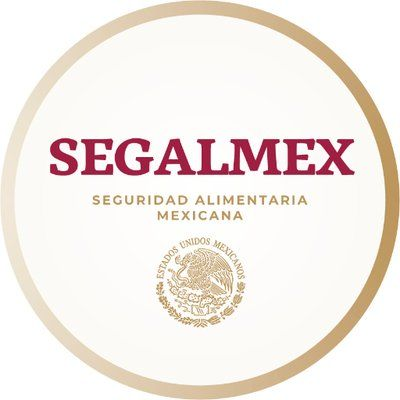 SEGALMEX
SEGURIDAD ALIMENTARIA
MEXICANA
ESTADOS UNIDOS MEXICANOS